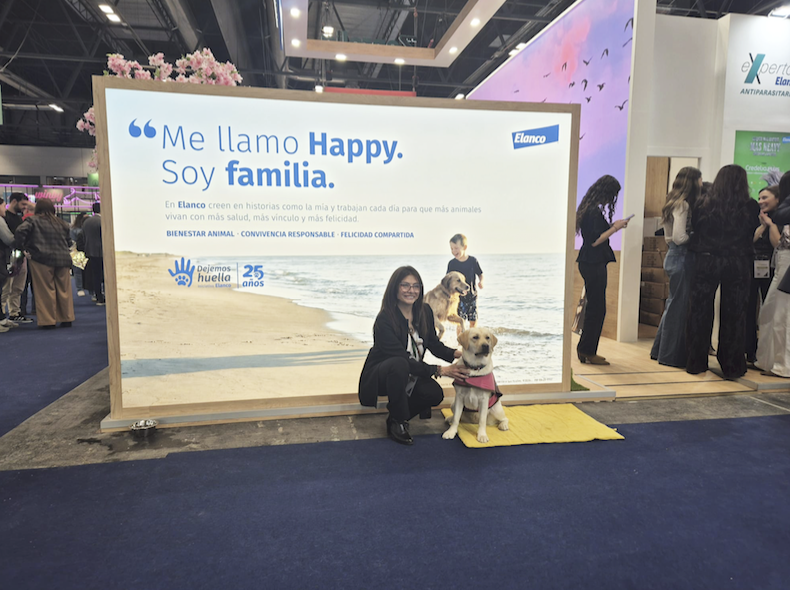 “ Me llamo Happy.
Soy familia.
Elanco
En Elanco creen en historias como la mía y trabajan cada día para que más animales
vivan con más salud, más vínculo y más felicidad.
BIENESTAR ANIMAL · CONVIVENCIA RESPONSABLE · FELICIDAD COMPARTIDA
Dejemos
huella
25
años
eXperto
Elanco
ANTIPARASITAR
MÁS